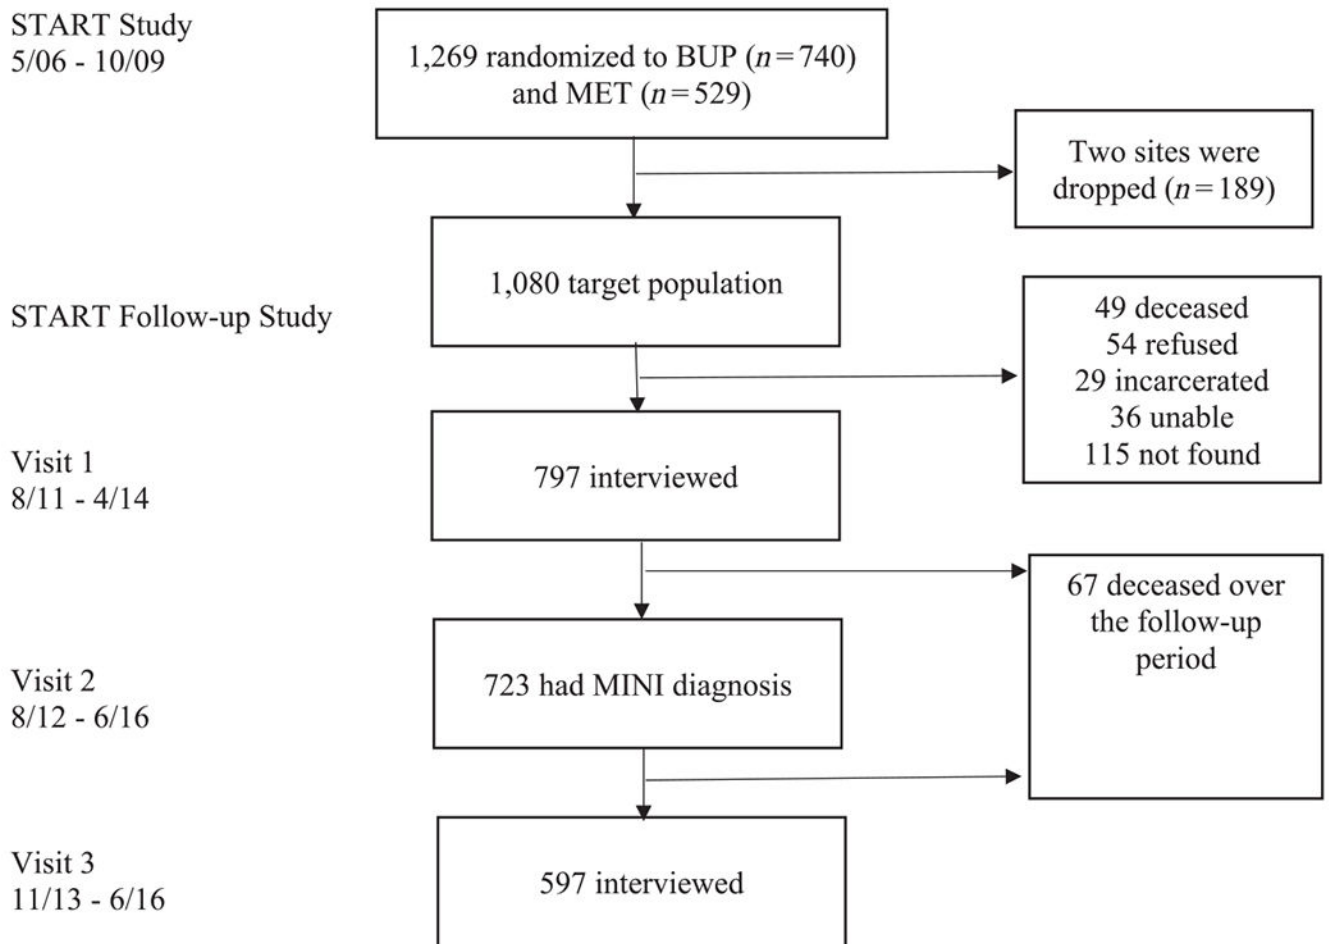 START Study
5/06 - 10/09
1,269 randomized to BUP (n=740)
and MET (n=529)
Two sites were
dropped (n=189)
1,080 target population
START Follow-up Study
49 deceased
54 refused
29 incarcerated
36 unable
115 not found
Visit 1
8/11 - 4/14
797 interviewed
67 deceased over
the follow-up
period
Visit 2
8/12 - 6/16
723 had MINI diagnosis
Visit 3
11/13 - 6/16
597 interviewed